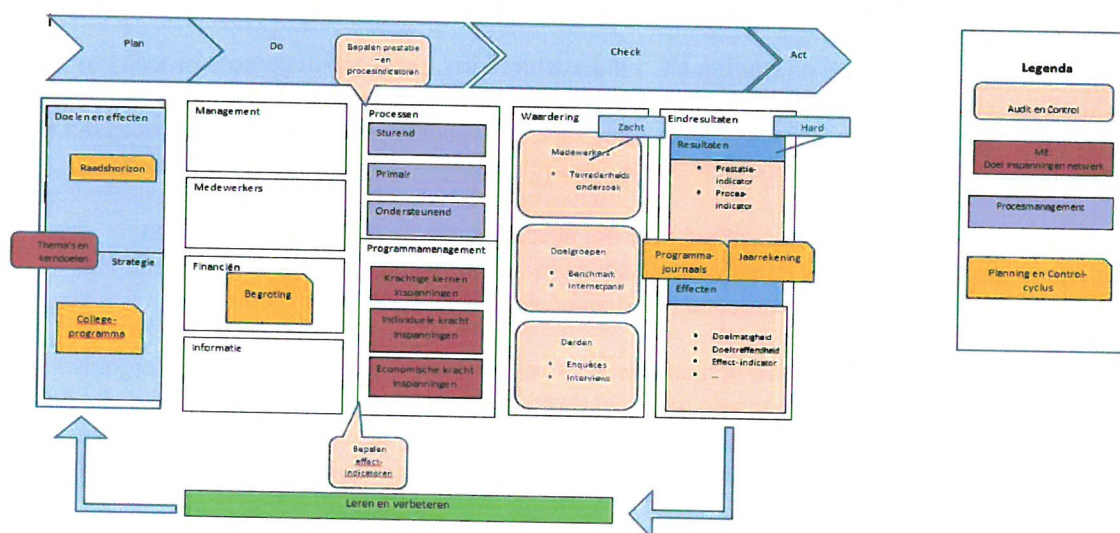 Plan
Do
Check
Act
Bepalen prestatie
–en
procesindicatoren
Doelen en effecten
Raadshorizon
Thema's en
kerndoelen
Strategie
College-
programma
Management
Medewerkers
Financiën
Begroting
Informatie
Processen
Sturend
Primair
Ondersteunend
Programmamanagement
Krachtige kernen
inspanningen
Individuele kracht
inspanningen
Economische kracht
inspanningen
Bepalen
effect-
indicatoren
Waardering
Zacht
Medewerkers
• Tevredenheids
onderzoek
Doelgroepen
• Benchmark
• Internetpanel
Derden
• Enquêtes
• Interviews
Eindresultaten
Hard
Resultaten
• Prestatie-
indicator
• Proces-
indicator
Programma-
journaals
Jaarrekening
Effecten
• Doelmatigheid
• Doeltreffendheid
• Effect-indicator
• ...
Leren en verbeteren
Legenda
Audit en Control
ME:
Doel inspanningen netwerk
Procesmanagement
Planning en Control-
cyclus